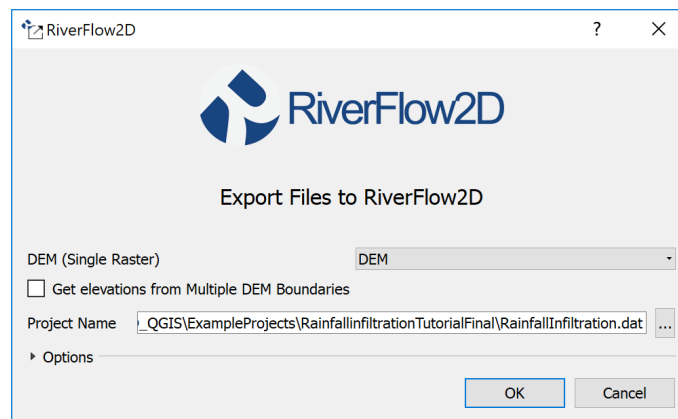 RiverFlow2D
?
RiverFlow2D
Export Files to RiverFlow2D
DEM (Single Raster) DEM
Get elevations from Multiple DEM Boundaries
Project Name _QGIS\ExampleProjects\RainfallinfiltrationTutorialFinal\RainfallInfiltration.dat ...
Options
OK Cancel